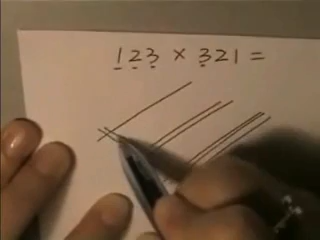 123 × 321 =